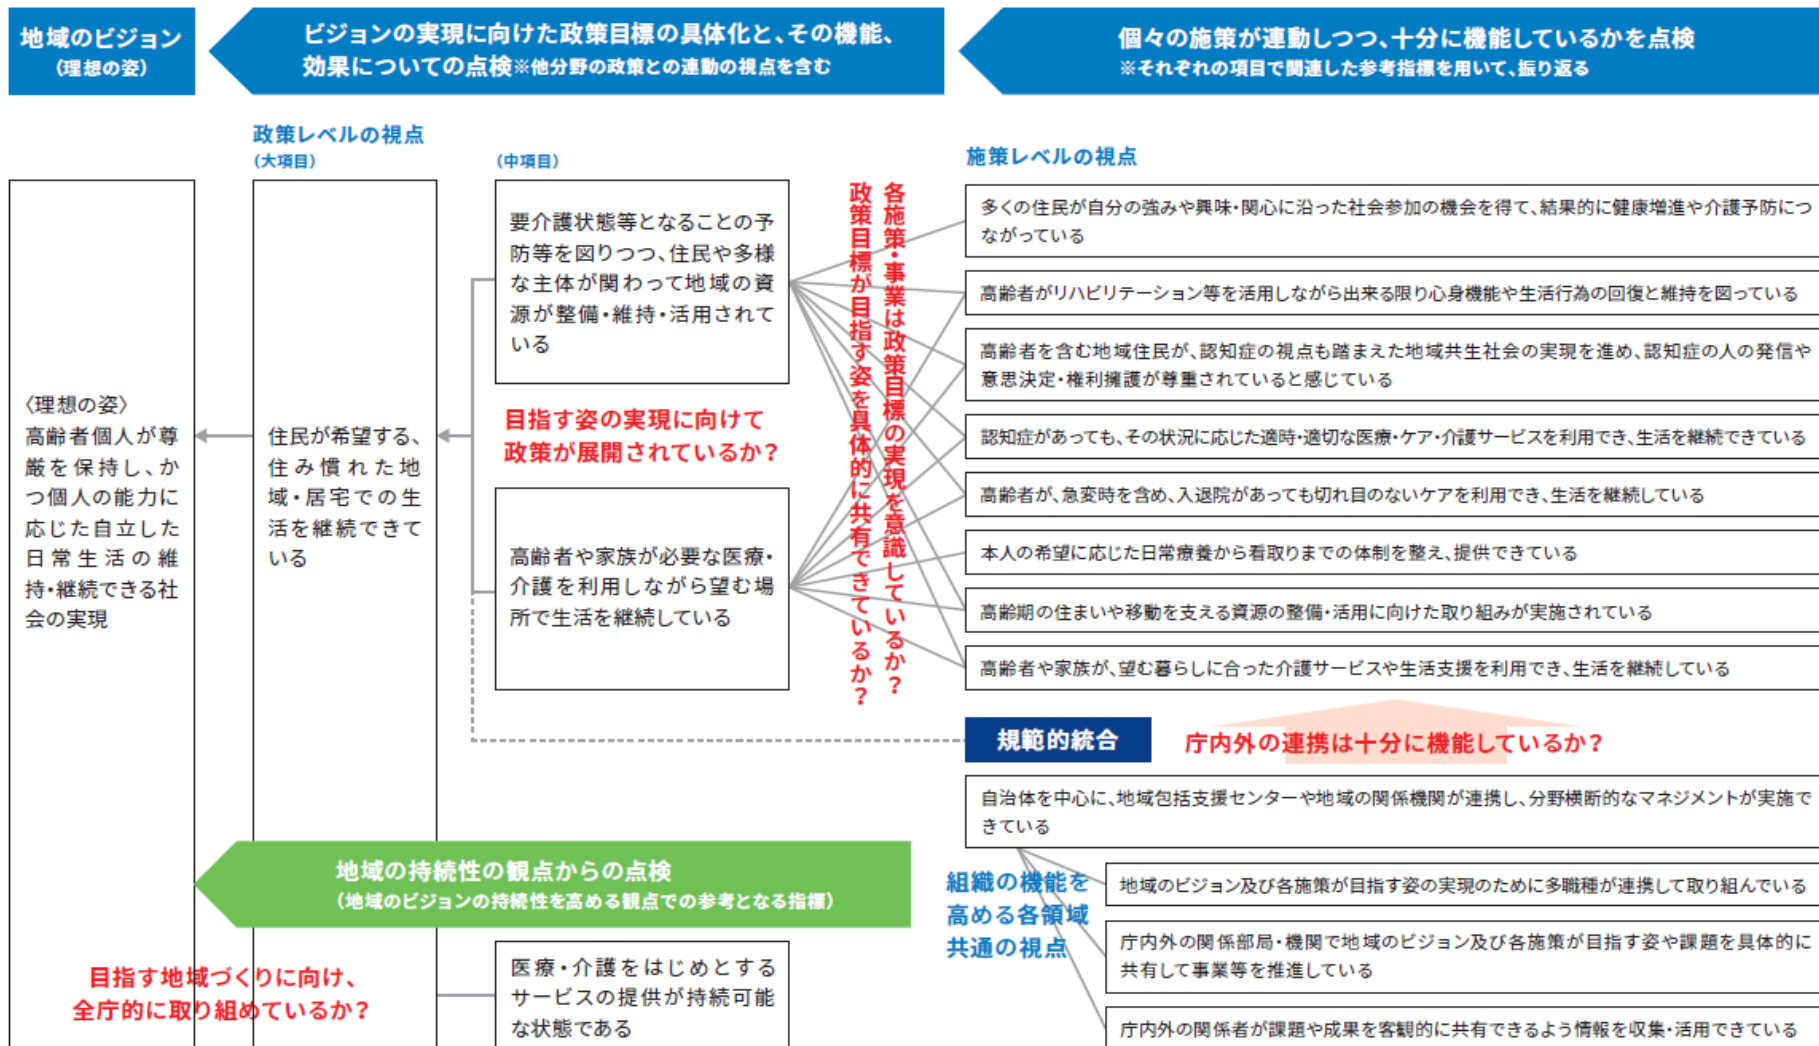 地域のビジョン
（理想の姿）
ビジョンの実現に向けた政策目標の具体化と、その機能、
効果についての点検※他分野の政策との連動の視点を含む
個々の施策が連動しつつ、十分に機能しているかを点検
※それぞれの項目で関連した参考指標を用いて、振り返る
政策レベルの視点
（大項目）
（中項目）
施策レベルの視点
〈理想の姿〉
高齢者個人が尊
厳を保持し、か
つ個人の能力に
応じた自立した
日常生活の維
持・継続できる社
会の実現
住民が希望する、
住み慣れた地
域・居宅での生
活を継続できて
いる
要介護状態等となることの予
防等を図りつつ、住民や多様
な主体が関わって地域の資
源が整備・維持・活用されて
いる
目指す姿の実現に向けて
政策が展開されているか？
高齢者や家族が必要な医療・
介護を利用しながら望む場
所で生活を継続している
各施策・事業は政策目標の実現を意識しているか？
政策目標が目指す姿を具体的に共有できているか？
多くの住民が自分の強みや興味・関心に沿った社会参加の機会を得て、結果的に健康増進や介護予防につ
ながっている
高齢者がリハビリテーション等を活用しながら出来る限り心身機能や生活行為の回復と維持を図っている
高齢者を含む地域住民が、認知症の視点も踏まえた地域共生社会の実現を進め、認知症の人の発信や
意思決定・権利擁護が尊重されていると感じている
認知症があっても、その状況に応じた適時・適切な医療・ケア・介護サービスを利用でき、生活を継続できている
高齢者が、急変時を含め、入退院があっても切れ目のないケアを利用でき、生活を継続している
本人の希望に応じた日常療養から看取りまでの体制を整え、提供できている
高齢期の住まいや移動を支える資源の整備・活用に向けた取り組みが実施されている
高齢者や家族が、望む暮らしに合った介護サービスや生活支援を利用でき、生活を継続している
規範的統合
庁内外の連携は十分に機能しているか？
自治体を中心に、地域包括支援センターや地域の関係機関が連携し、分野横断的なマネジメントが実施で
きている
地域の持続性の観点からの点検
（地域のビジョンの持続性を高める観点での参考となる指標）
組織の機能を
高める各領域
共通の視点
地域のビジョン及び各施策が目指す姿の実現のために多職種が連携して取り組んでいる
庁内外の関係部局・機関で地域のビジョン及び各施策が目指す姿や課題を具体的に
共有して事業等を推進している
庁内外の関係者が課題や成果を客観的に共有できるよう情報を収集・活用できている
目指す地域づくりに向け、
全庁的に取り組めているか？
医療・介護をはじめとする
サービスの提供が持続可能
な状態である